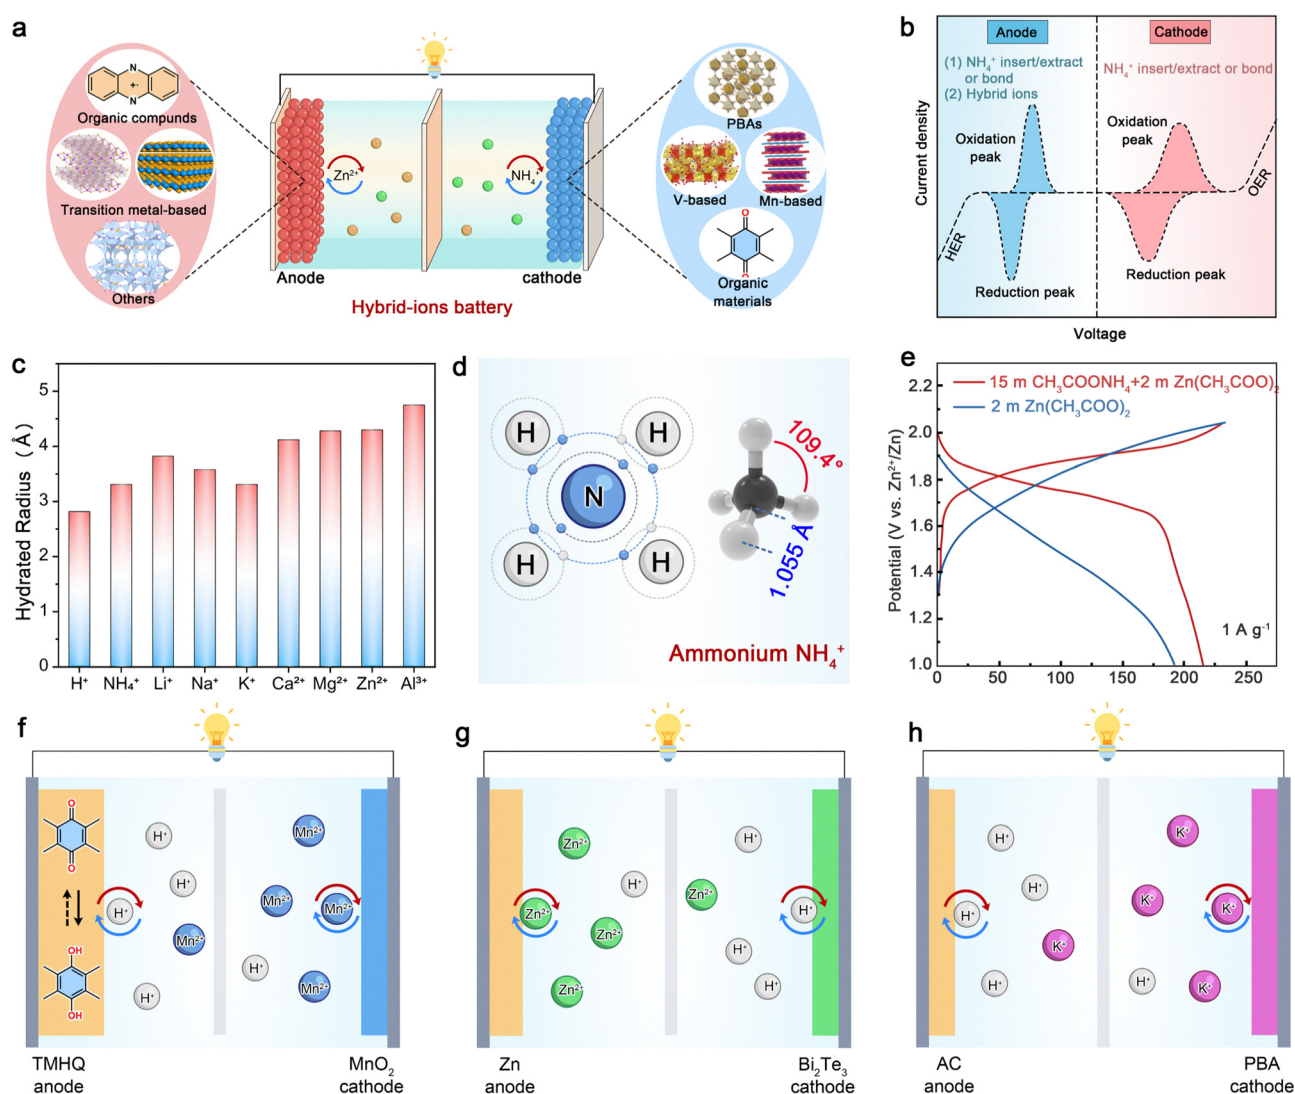 a
N
+·
N
Organic compunds
Transition metal-based
Others
Zn²⁺
NH₄⁺
Anode
cathode
Hybrid-ions battery
PBAs
V-based
Mn-based
O
O
Organic
materials
b
Anode
Cathode
(1) NH₄⁺ insert/extract
or bond
(2) Hybrid ions
NH₄⁺ insert/extract or bond
Oxidation
peak
Oxidation
peak
HER
OER
Reduction peak
Reduction peak
Current density
Voltage
c
Hydrated Radius (Å)
5
4
3
2
1
0
H⁺ NH₄⁺ Li⁺ Na⁺ K⁺ Ca²⁺ Mg²⁺ Zn²⁺ Al³⁺
d
H
H
N
H
H
109.4°
1.055 Å
Ammonium NH₄⁺
e
15 m CH₃COONH₄+2 m Zn(CH₃COO)₂
2 m Zn(CH₃COO)₂
Potential (V vs. Zn²⁺/Zn)
2.2
2.0
1.8
1.6
1.4
1.2
1.0
1 A g⁻¹
0 50 100 150 200 250
f
O
O
OH
OH
H⁺
H⁺
H⁺
H⁺
H⁺
Mn²⁺
Mn²⁺
Mn²⁺
Mn²⁺
Mn²⁺
TMHQ
anode
MnO₂
cathode
g
Zn²⁺
Zn²⁺
Zn²⁺
Zn²⁺
Zn²⁺
H⁺
H⁺
H⁺
H⁺
H⁺
Zn
anode
Bi₂Te₃
cathode
h
H⁺
H⁺
H⁺
H⁺
H⁺
K⁺
K⁺
K⁺
K⁺
K⁺
AC
anode
PBA
cathode